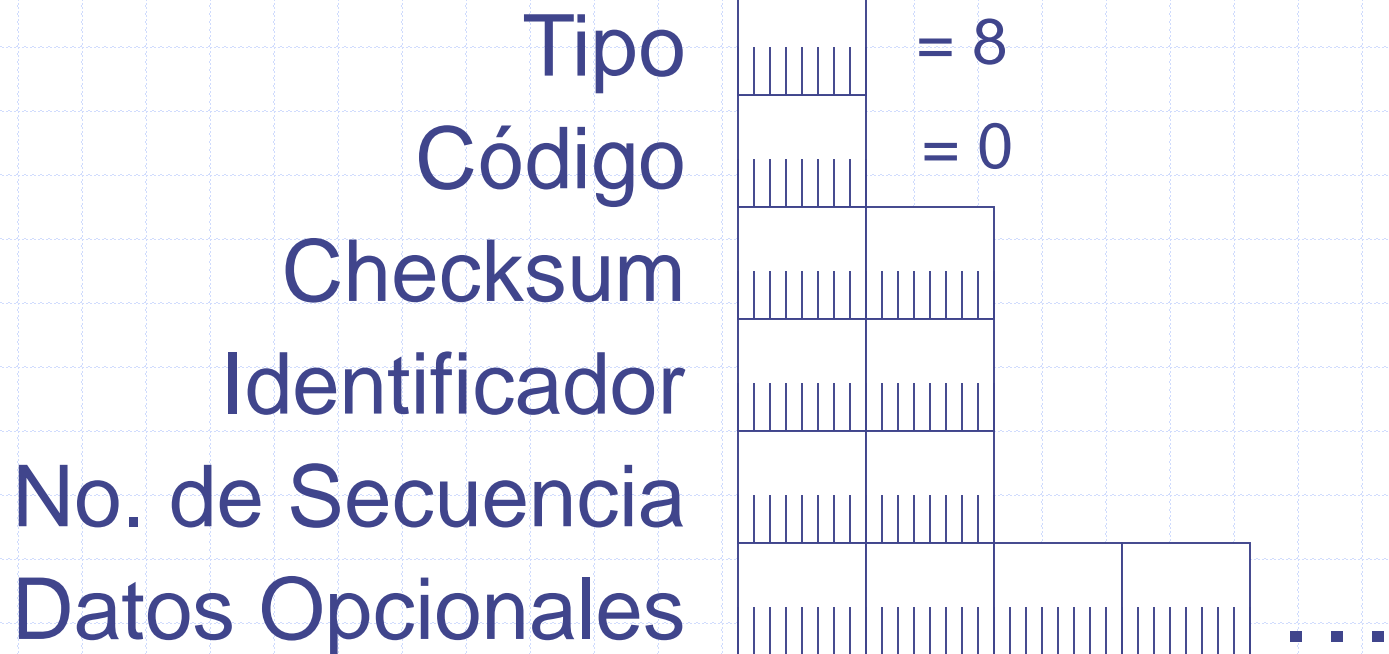 Tipo = 8
Código = 0
Checksum
Identificador
No. de Secuencia
Datos Opcionales ...